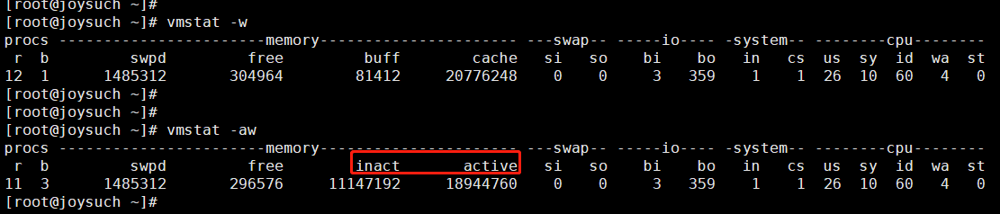 [root@joysuch ~]#
[root@joysuch ~]# vmstat -w
procs -----------------------memory---------------------- ---swap-- -----io---- -system-- --------cpu--------
 r  b         swpd         free         buff        cache   si   so    bi    bo   in   cs  us  sy  id  wa  st
12  1      1485312       304964        81412     20776248    0    0     3   359    1    1  26  10  60   4   0
[root@joysuch ~]#
[root@joysuch ~]#
[root@joysuch ~]# vmstat -aw
procs -----------------------memory---------------------- ---swap-- -----io---- -system-- --------cpu--------
 r  b         swpd         free        inact       active   si   so    bi    bo   in   cs  us  sy  id  wa  st
11  3      1485312       296576     11147192     18944760    0    0     3   359    1    1  26  10  60   4   0
[root@joysuch ~]#